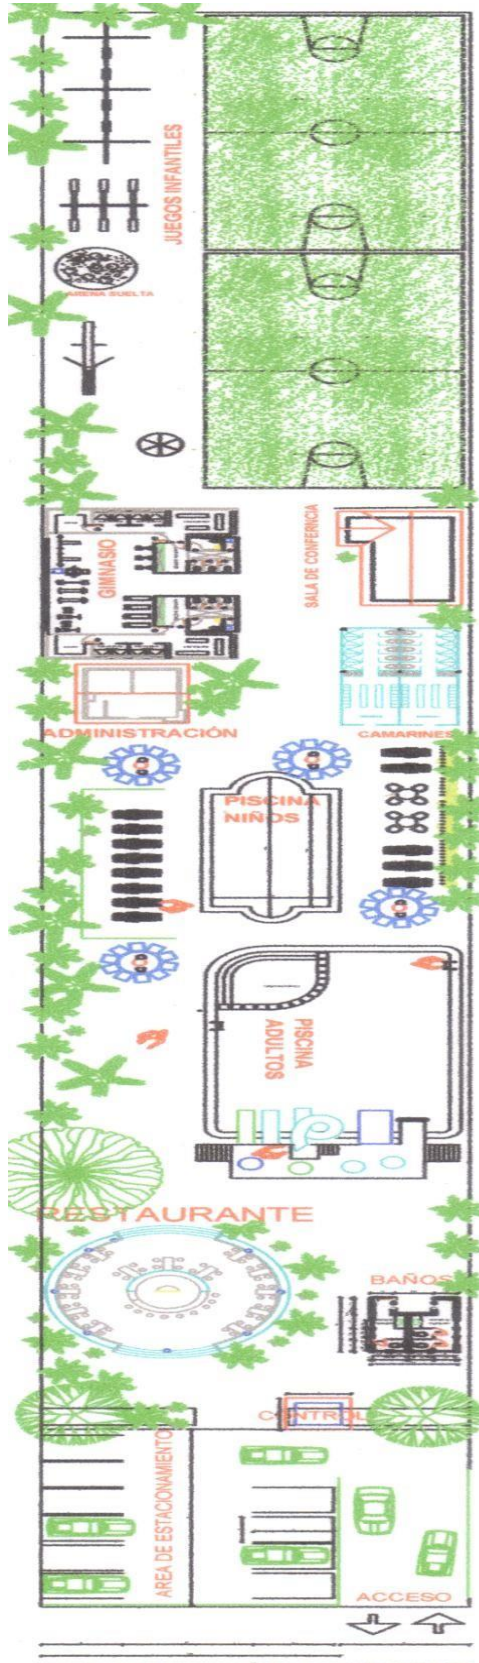 JUEGOS INFANTILES
ARENA SUELTA
GIMNASIO
SALA DE CONFERNICIA
ADMINISTRACIÓN
CAMARINES
PISCINA
NIÑOS
PISCINA
ADULTOS
RESTAURANTE
BAÑOS
CONTROL
AREA DE ESTACIONAMIENTO
ACCESO